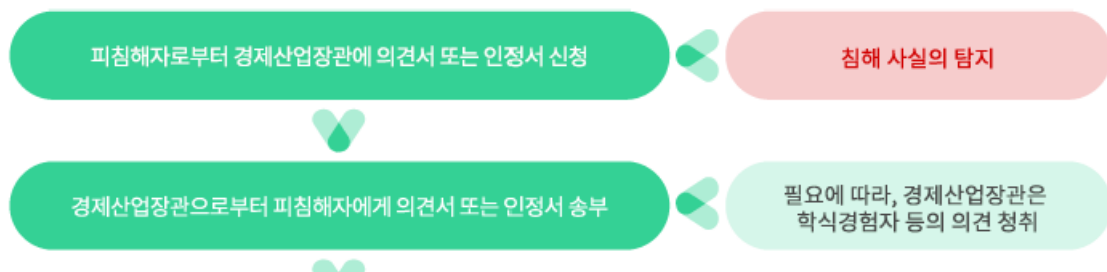 피침해자로부터 경제산업장관에 의견서 또는 인정서 신청
침해 사실의 탐지
경제산업장관으로부터 피침해자에게 의견서 또는 인정서 송부
필요에 따라, 경제산업장관은
학식경험자 등의 의견 청취